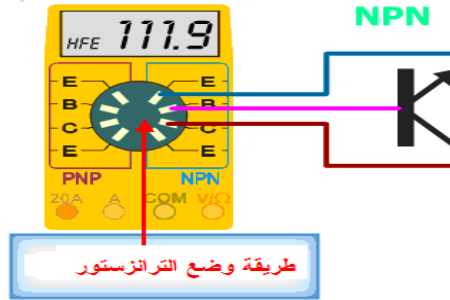 NPN
HFE 111.9
E E
B B
C C
E E
PNP NPN
20A A COM V/Ω
طريقة وضع الترانزستور